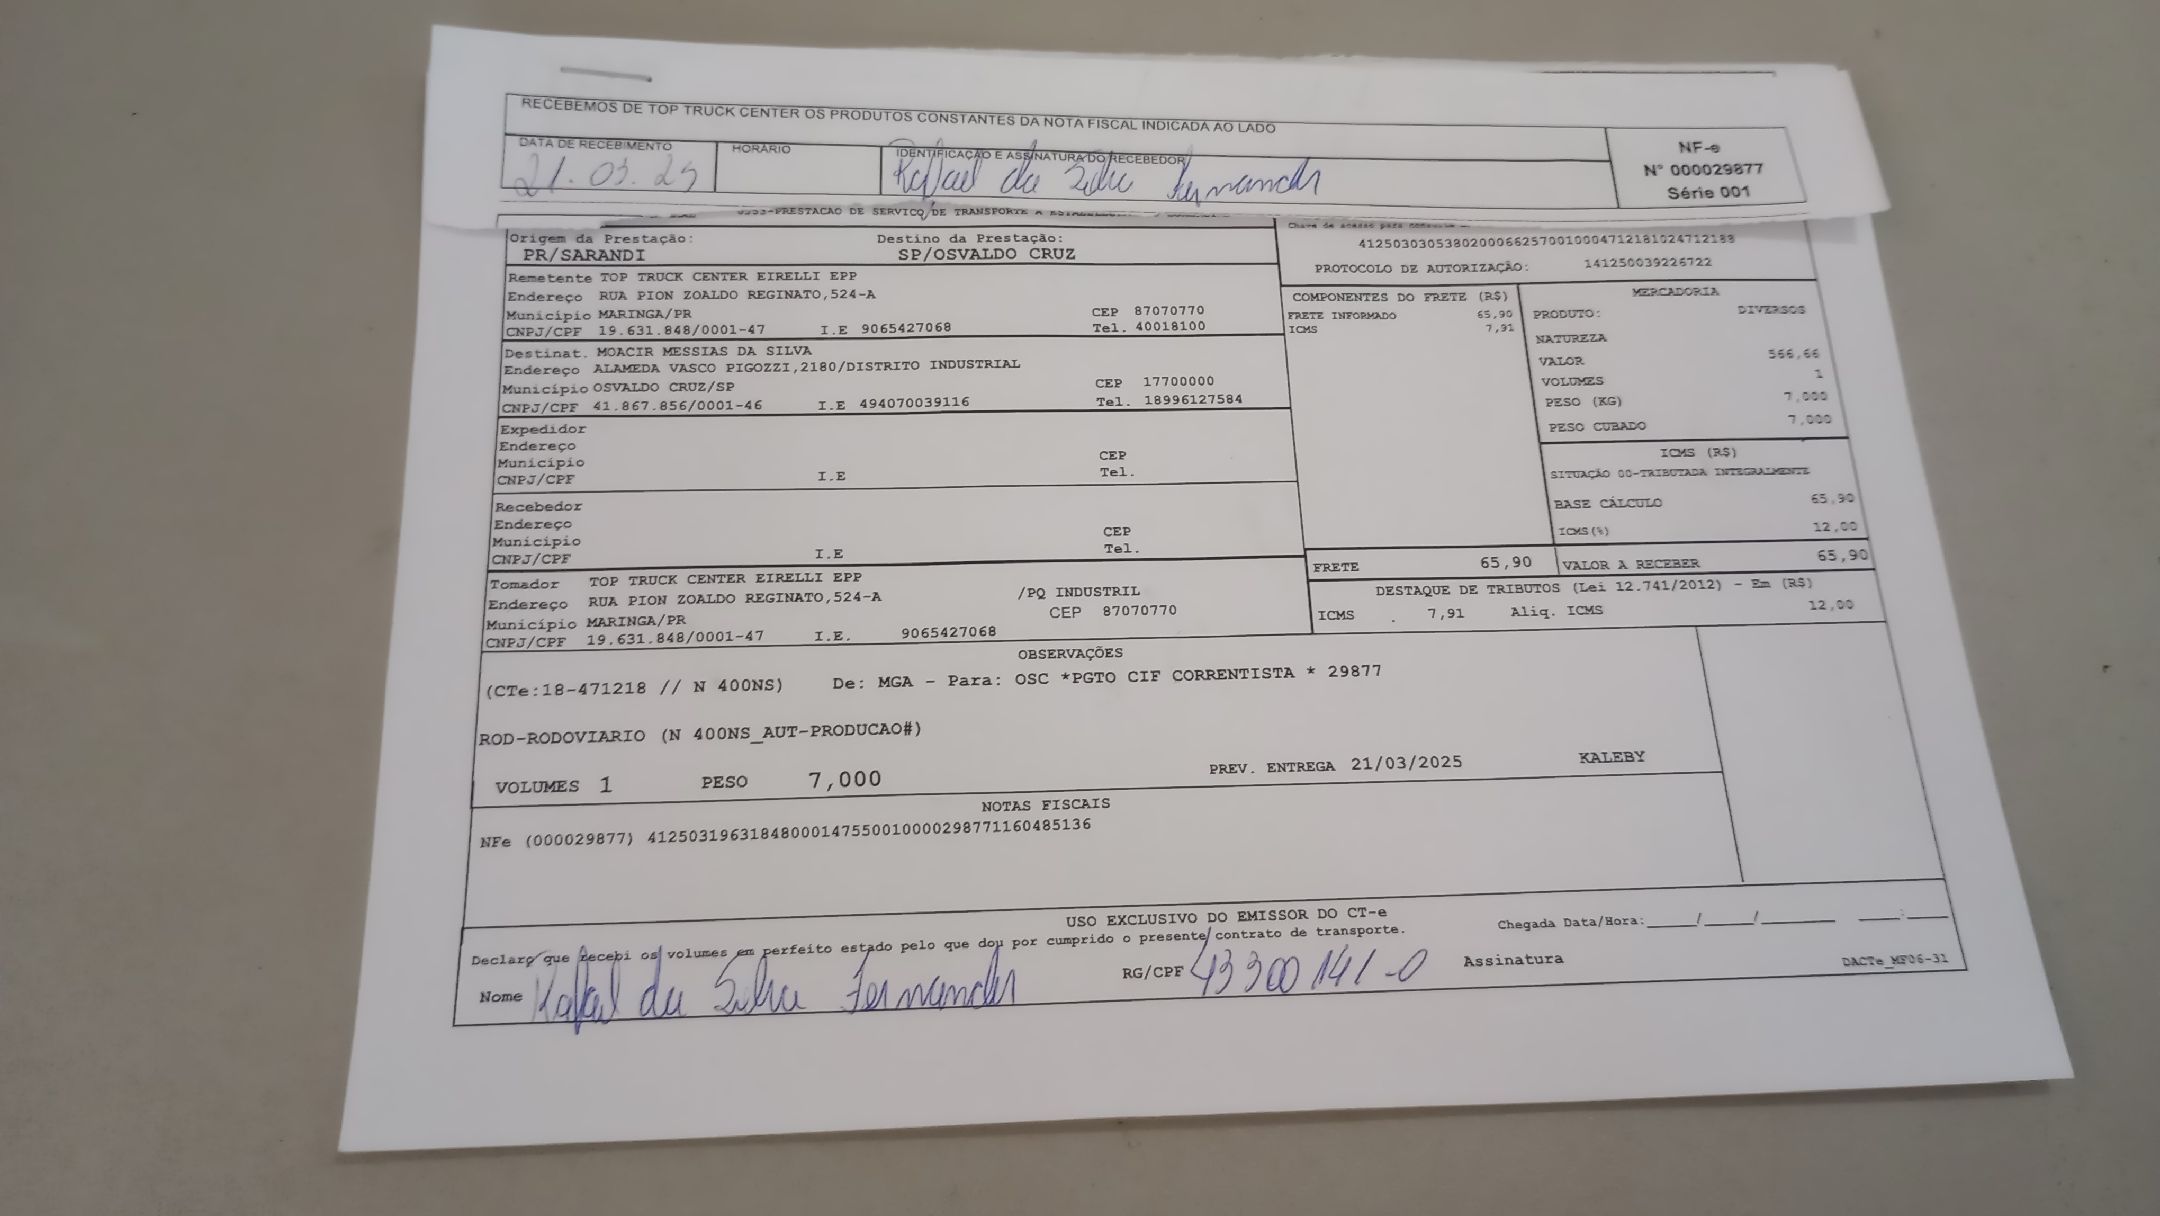 RECEBEMOS DE TOP TRUCK CENTER OS PRODUTOS CONSTANTES DA NOTA FISCAL INDICADA AO LADO
DATA DE RECEBIMENTO HORÁRIO IDENTIFICAÇÃO E ASSINATURA DO RECEBEDOR
21.03.25 Rafael da Silva Fernandes
NF-e
Nº 000029877
Série 001
PRESTACAO DE SERVIÇO DE TRANSPORTE A
Origem da Prestação: Destino da Prestação:
PR/SARANDI SP/OSVALDO CRUZ
Chave de acesso para
41250303053802000662570010004712181024712188
PROTOCOLO DE AUTORIZAÇÃO: 141250039226722
Remetente TOP TRUCK CENTER EIRELLI EPP
Endereço RUA PION ZOALDO REGINATO,524-A
Município MARINGA/PR CEP 87070770
CNPJ/CPF 19.631.848/0001-47 I.E 9065427068 Tel. 40018100
Destinat. MOACIR MESSIAS DA SILVA
Endereço ALAMEDA VASCO PIGOZZI,2180/DISTRITO INDUSTRIAL
Município OSVALDO CRUZ/SP CEP 17700000
CNPJ/CPF 41.867.856/0001-46 I.E 494070039116 Tel. 18996127584
Expedidor
Endereço
Município CEP
CNPJ/CPF I.E Tel.
Recebedor
Endereço
Município CEP
CNPJ/CPF I.E Tel.
Tomador TOP TRUCK CENTER EIRELLI EPP
Endereço RUA PION ZOALDO REGINATO,524-A /PQ INDUSTRIL
Município MARINGA/PR CEP 87070770
CNPJ/CPF 19.631.848/0001-47 I.E. 9065427068
COMPONENTES DO FRETE (R$)
FRETE INFORMADO 65,90
ICMS 7,91
MERCADORIA
PRODUTO: DIVERSOS
NATUREZA
VALOR 566,66
VOLUMES 1
PESO (KG) 7,000
PESO CUBADO 7,000
ICMS (R$)
SITUAÇÃO 00-TRIBUTADA INTEGRALMENTE
BASE CÁLCULO 65,90
ICMS(%) 12,00
FRETE 65,90 VALOR A RECEBER 65,90
DESTAQUE DE TRIBUTOS (Lei 12.741/2012) - Em (R$)
ICMS . 7,91 Aliq. ICMS 12,00
OBSERVAÇÕES
(CTe:18-471218 // N 400NS) De: MGA - Para: OSC *PGTO CIF CORRENTISTA * 29877
ROD-RODOVIARIO (N 400NS_AUT-PRODUCAO#)
VOLUMES 1 PESO 7,000 PREV. ENTREGA 21/03/2025 KALEBY
NOTAS FISCAIS
NFe (000029877) 41250319631848000147550010000298771160485136
USO EXCLUSIVO DO EMISSOR DO CT-e
Declaro que recebi os volumes em perfeito estado pelo que dou por cumprido o presente contrato de transporte.
Chegada Data/Hora:_____/_____/________ ____:____
Nome Rafael da Silva Fernandes RG/CPF 43300141-0 Assinatura
DACTe_MF06-31